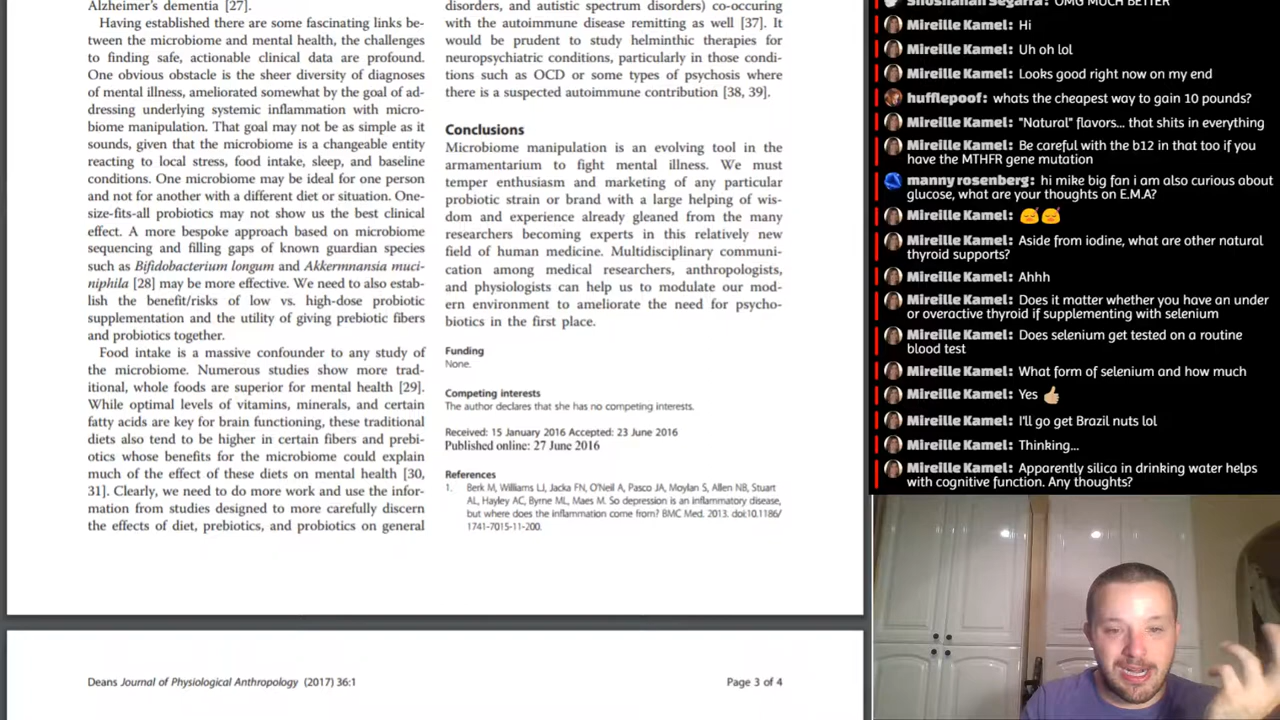 Alzheimer's dementia [27].
Having established there are some fascinating links be-
tween the microbiome and mental health, the challenges
to finding safe, actionable clinical data are profound.
One obvious obstacle is the sheer diversity of diagnoses
of mental illness, ameliorated somewhat by the goal of ad-
dressing underlying systemic inflammation with micro-
biome manipulation. That goal may not be as simple as it
sounds, given that the microbiome is a changeable entity
reacting to local stress, food intake, sleep, and baseline
conditions. One microbiome may be ideal for one person
and not for another with a different diet or situation. One-
size-fits-all probiotics may not show us the best clinical
effect. A more bespoke approach based on microbiome
sequencing and filling gaps of known guardian species
such as Bifidobacterium longum and Akkermnansia muci-
niphila [28] may be more effective. We need to also estab-
lish the benefit/risks of low vs. high-dose probiotic
supplementation and the utility of giving prebiotic fibers
and probiotics together.
Food intake is a massive confounder to any study of
the microbiome. Numerous studies show more trad-
itional, whole foods are superior for mental health [29].
While optimal levels of vitamins, minerals, and certain
fatty acids are key for brain functioning, these traditional
diets also tend to be higher in certain fibers and prebi-
otics whose benefits for the microbiome could explain
much of the effect of these diets on mental health [30,
31]. Clearly, we need to do more work and use the infor-
mation from studies designed to more carefully discern
the effects of diet, prebiotics, and probiotics on general
disorders, and autistic spectrum disorders) co-occuring
with the autoimmune disease remitting as well [37]. It
would be prudent to study helminthic therapies for
neuropsychiatric conditions, particularly in those condi-
tions such as OCD or some types of psychosis where
there is a suspected autoimmune contribution [38, 39].
Conclusions
Microbiome manipulation is an evolving tool in the
armamentarium to fight mental illness. We must
temper enthusiasm and marketing of any particular
probiotic strain or brand with a large helping of wis-
dom and experience already gleaned from the many
researchers becoming experts in this relatively new
field of human medicine. Multidisciplinary communi-
cation among medical researchers, anthropologists,
and physiologists can help us to modulate our mod-
ern environment to ameliorate the need for psycho-
biotics in the first place.
Funding
None.
Competing interests
The author declares that she has no competing interests.
Received: 15 January 2016 Accepted: 23 June 2016
Published online: 27 June 2016
References
1. Berk M, Williams LJ, Jacka FN, O'Neil A, Pasco JA, Moylan S, Allen NB, Stuart
AL, Hayley AC, Byrne ML, Maes M. So depression is an inflammatory disease,
but where does the inflammation come from? BMC Med. 2013. doi:10.1186/
1741-7015-11-200.
Deans Journal of Physiological Anthropology (2017) 36:1
Page 3 of 4
Shoshanah Segarra: OMG MUCH BETTER
Mireille Kamel: Hi
Mireille Kamel: Uh oh lol
Mireille Kamel: Looks good right now on my end
hufflepoof: whats the cheapest way to gain 10 pounds?
Mireille Kamel: "Natural" flavors... that shits in everything
Mireille Kamel: Be careful with the b12 in that too if you
have the MTHFR gene mutation
manny rosenberg: hi mike big fan i am also curious about
glucose, what are your thoughts on E.M.A?
Mireille Kamel: 😌😌
Mireille Kamel: Aside from iodine, what are other natural
thyroid supports?
Mireille Kamel: Ahhh
Mireille Kamel: Does it matter whether you have an under
or overactive thyroid if supplementing with selenium
Mireille Kamel: Does selenium get tested on a routine
blood test
Mireille Kamel: What form of selenium and how much
Mireille Kamel: Yes 👍🏼
Mireille Kamel: I'll go get Brazil nuts lol
Mireille Kamel: Thinking...
Mireille Kamel: Apparently silica in drinking water helps
with cognitive function. Any thoughts?